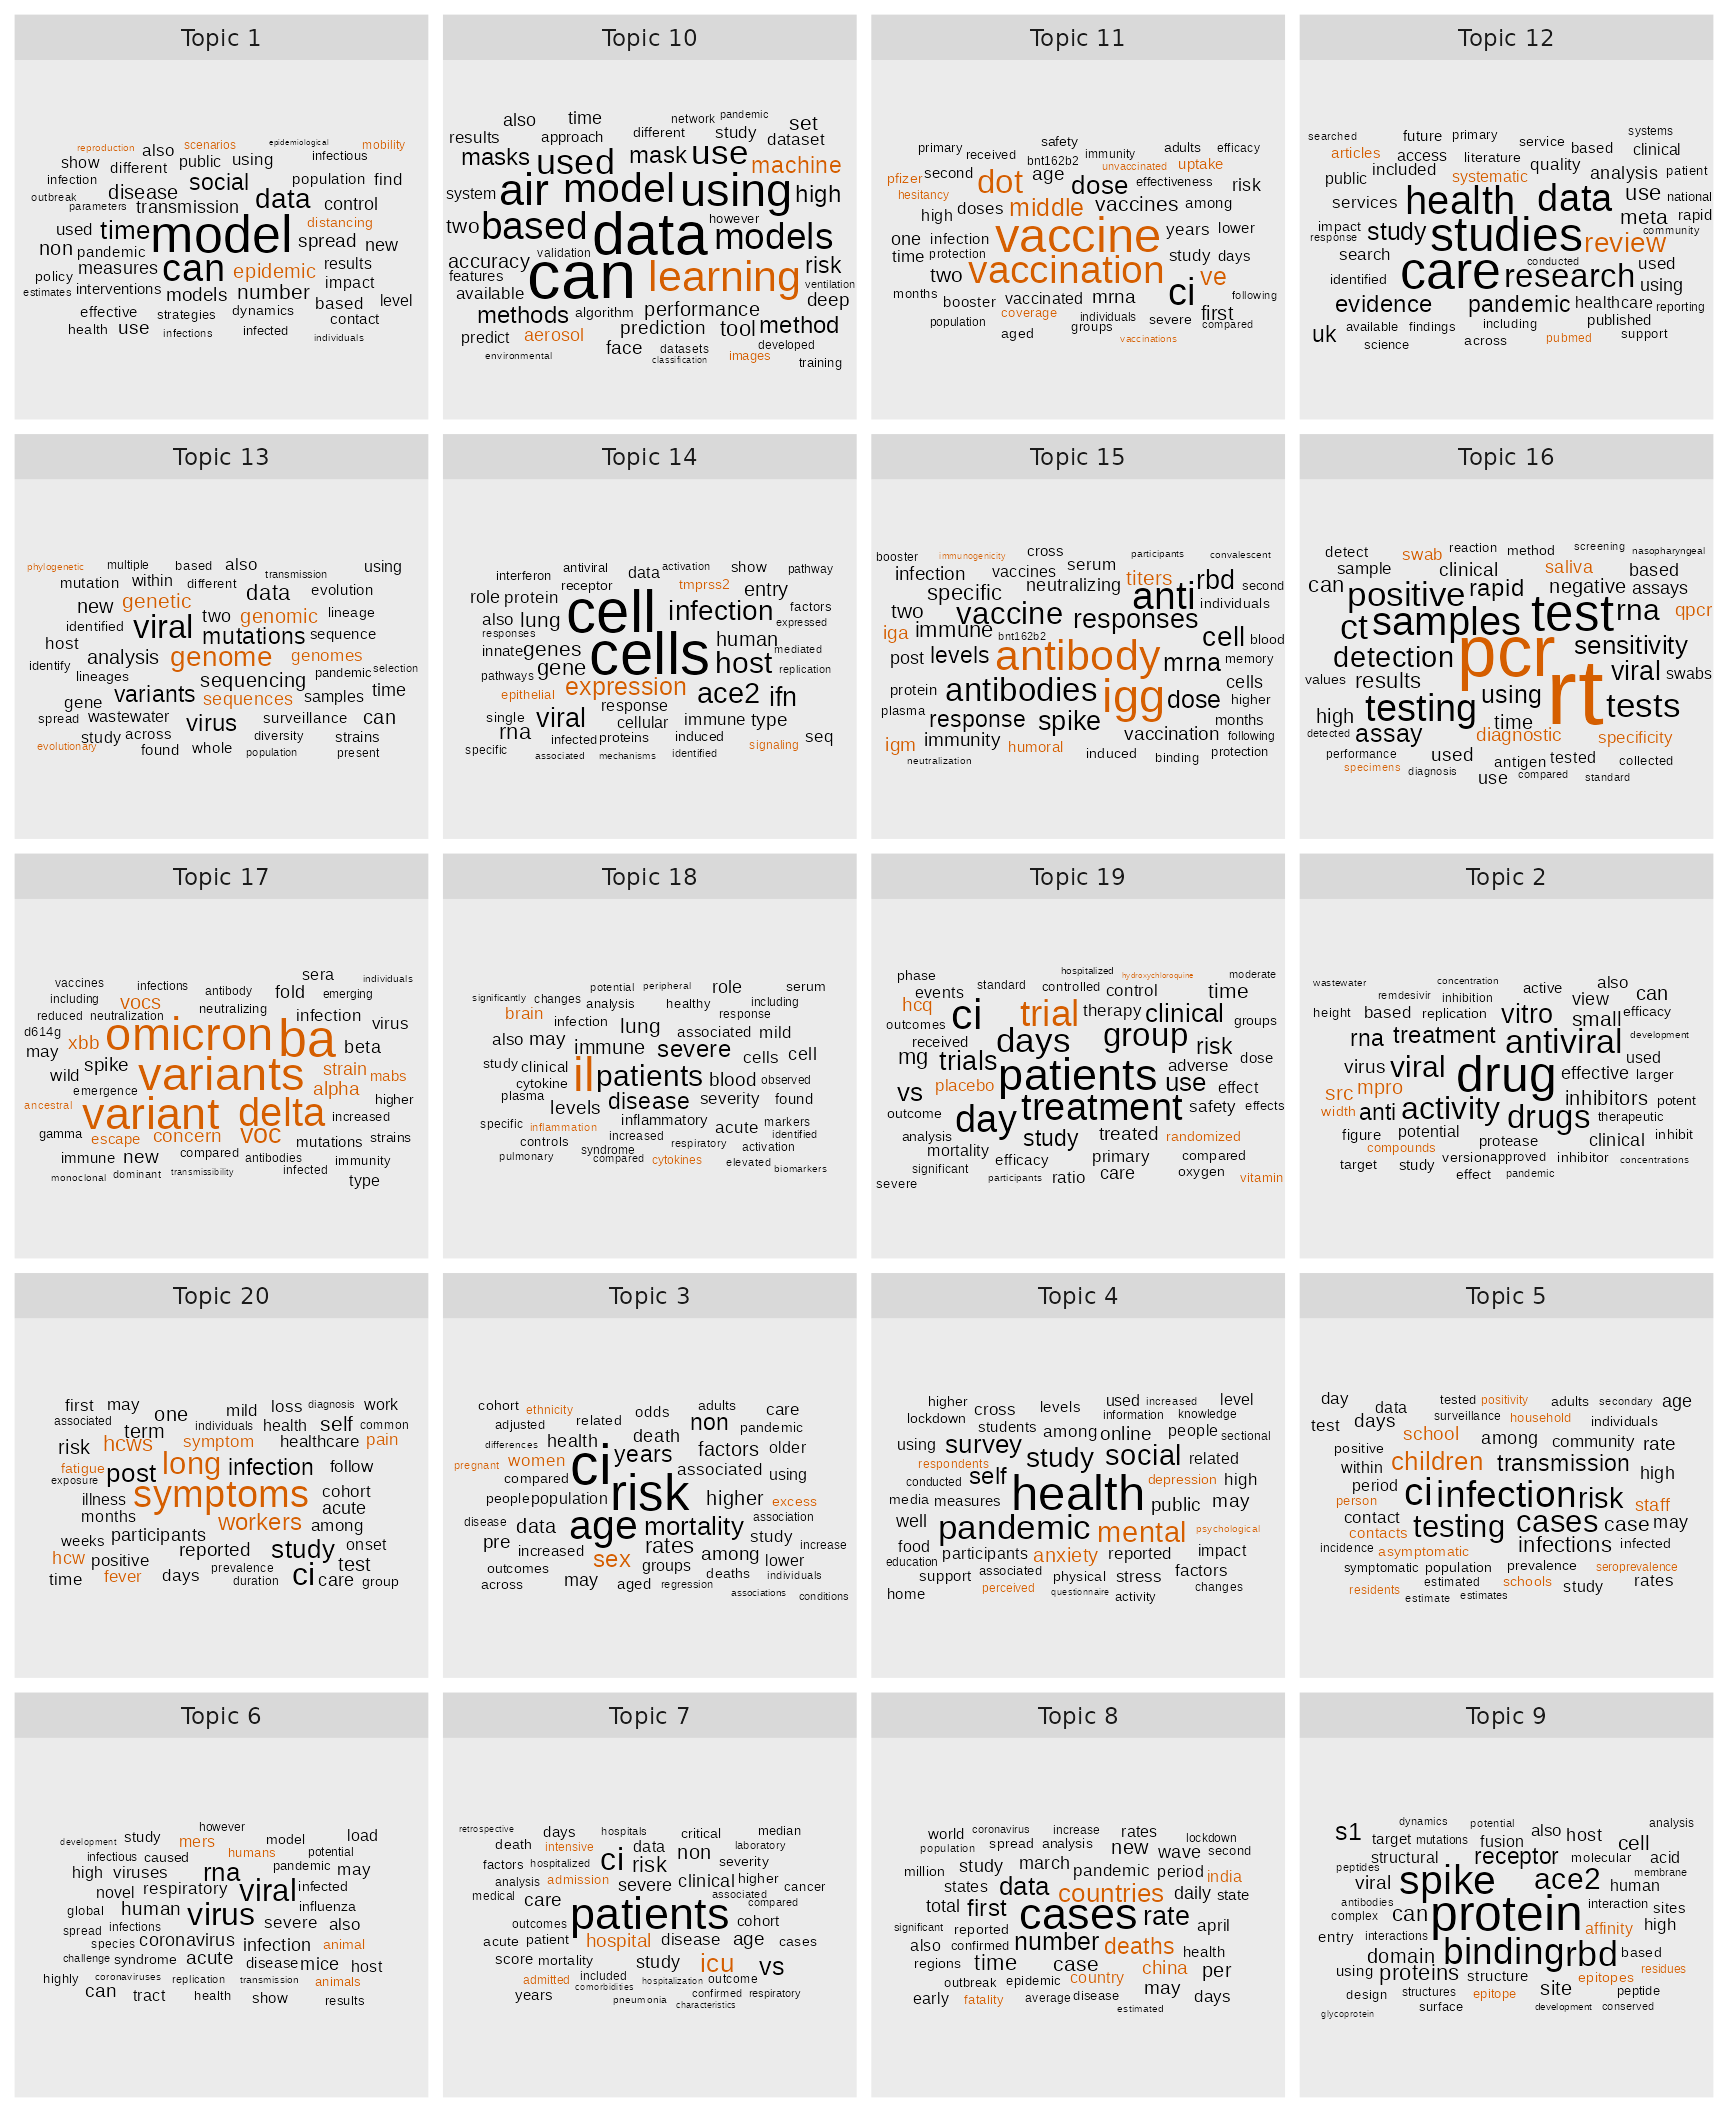 Topic 1
reproduction also scenarios epidemiological mobility
show different public using infectious
infection disease social population find
outbreak parameters transmission data control
used time model distancing
non pandemic spread new
policy measures can epidemic results
estimates interventions models number impact
effective strategies dynamics based level
health use infections infected contact
individuals
Topic 10
also time network pandemic
results approach different study set
masks used mask use dataset
machine
system air model using high
two based data however models
accuracy validation can learning risk
features available ventilation
methods algorithm performance deep
predict aerosol prediction tool method
environmental face datasets developed
classification images training
Topic 11
primary received safety adults efficacy
pfizer second bnt162b2 immunity unvaccinated uptake
hesitancy dot age dose effectiveness risk
high doses middle vaccines among
one infection vaccine years lower
time protection study days
two vaccination ve
months booster vaccinated mrna ci following
population coverage individuals severe first
aged groups compared
vaccinations
Topic 12
searched future primary service based systems
articles access literature quality clinical
public included systematic analysis patient
services health data use national
impact study studies meta rapid
response review community
search care conducted used
identified research using
evidence pandemic healthcare reporting
uk available findings including published
science across pubmed support
Topic 13
phylogenetic multiple based also transmission using
mutation within different data evolution
new genetic two genomic lineage
identified viral mutations sequence
host analysis genome genomes
identify lineages sequencing pandemic selection
gene variants sequences samples time
spread wastewater virus surveillance can
evolutionary study across diversity strains
found whole population present
Topic 14
interferon antiviral data activation show pathway
role protein receptor tmprss2 entry
also lung cell infection factors
responses expressed
innate genes cells human mediated
pathways gene host replication
epithelial expression ace2 ifn
single viral response
rna cellular immune type
specific infected proteins induced signaling seq
associated mechanisms identified
Topic 15
booster immunogenicity cross participants convalescent
infection vaccines serum titers rbd second
specific neutralizing anti individuals
two vaccine responses
iga immune bnt162b2 cell blood
post levels antibody mrna memory
protein antibodies igg dose cells
plasma higher
response spike months
igm immunity humoral vaccination following
neutralization induced binding protection
Topic 16
detect swab reaction method screening nasopharyngeal
sample clinical saliva based
can positive rapid negative assays
ct samples test rna qpcr
detection pcr sensitivity
values results rt viral swabs
high testing using tests
detected assay time diagnostic specificity
performance used antigen tested collected
specimens diagnosis use compared standard
Topic 17
vaccines infections antibody sera individuals
including vocs fold emerging
reduced neutralization neutralizing infection virus
d614g xbb omicron ba
may beta
spike variants strain mabs
wild emergence alpha
ancestral variant delta higher
gamma increased
escape concern voc mutations strains
immune new compared antibodies immunity
monoclonal dominant transmissibility infected type
Topic 18
significantly changes potential peripheral role serum
brain analysis healthy including
infection lung response
also may associated mild
immune severe cells cell
study clinical il patients
cytokine blood observed
plasma levels disease severity found
specific inflammation inflammatory acute markers
controls increased respiratory identified
pulmonary syndrome activation
compared cytokines elevated biomarkers
Topic 19
phase hospitalized hydroxychloroquine moderate
events standard controlled control time
hcq ci trial therapy clinical
outcomes days group groups
received risk
mg trials adverse dose
vs placebo patients use effect
outcome day treatment safety effects
analysis study treated randomized
mortality efficacy primary compared
significant participants ratio care oxygen
severe vitamin
Topic 2
wastewater concentration active also
height remdesivir inhibition view can
based replication vitro small efficacy
rna treatment antiviral development
virus viral drug used
effective larger
src mpro inhibitors potent
width anti activity drugs therapeutic
figure potential protease clinical inhibit
compounds
target study version approved inhibitor concentrations
effect pandemic
Topic 20
first may mild loss diagnosis work
associated one individuals health self common
term
risk hcws symptom healthcare pain
fatigue post long infection follow
exposure
illness symptoms cohort
months acute
weeks participants workers among
hcw positive reported study onset
time fever days prevalence test
duration ci care group
Topic 3
cohort ethnicity odds adults care
adjusted related non pandemic
differences health death
pregnant women ci years factors older
compared associated using
people population risk higher excess
disease data age mortality association
pre increased rates study increase
outcomes sex groups among lower
across may aged deaths individuals
regression associations conditions
Topic 4
higher cross levels used increased level
lockdown students information knowledge
using survey among online people sectional
respondents study social related
conducted self depression high
media measures health public may
well pandemic mental psychological
food participants anxiety reported impact
education support associated physical stress factors
home perceived questionnaire activity changes
Topic 5
day data tested positivity adults secondary age
test days surveillance household individuals
school among community rate
positive children transmission
within period high
person ci infection risk staff
contact testing cases case may
contacts
incidence asymptomatic infections infected
symptomatic population prevalence seroprevalence
residents estimated schools study rates
estimate estimates
Topic 6
development study however model load
mers
infectious caused humans potential
high viruses rna pandemic may
novel respiratory viral infected
global human virus influenza
spread infections severe also
species coronavirus infection animal
challenge syndrome acute disease mice host
highly coronaviruses replication transmission animals
can tract health show results
Topic 7
retrospective days hospitals critical median
death intensive data laboratory
factors hospitalized ci risk non severity
analysis admission severe clinical higher cancer
medical care associated compared
outcomes patients cohort
acute patient hospital disease age cases
score mortality study icu vs
admitted included hospitalization outcome
years comorbidities confirmed respiratory
pneumonia characteristics
Topic 8
world coronavirus increase rates lockdown
population spread analysis new wave second
million study march pandemic period india
states data countries daily state
total first cases rate
significant reported april
also confirmed number deaths health
regions time case china per
outbreak epidemic country may
early fatality average disease days
estimated
Topic 9
dynamics potential analysis
s1 target mutations fusion also host cell
structural receptor molecular acid
peptides viral spike ace2 membrane
human
antibodies can protein interaction sites
complex
entry interactions affinity high
domain binding rbd based
using proteins structure epitopes residues
design structures epitope site peptide
surface development conserved
glycoprotein